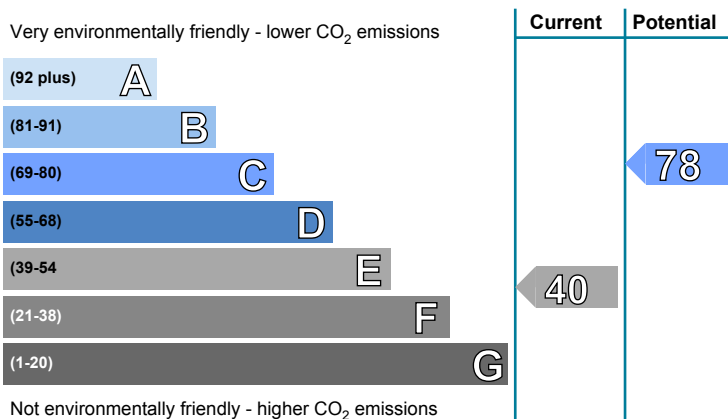 Very environmentally friendly - lower CO₂ emissions
Current
Potential
(92 plus) A
(81-91) B
(69-80) C
78
(55-68) D
(39-54 E
40
(21-38) F
(1-20) G
Not environmentally friendly - higher CO₂ emissions